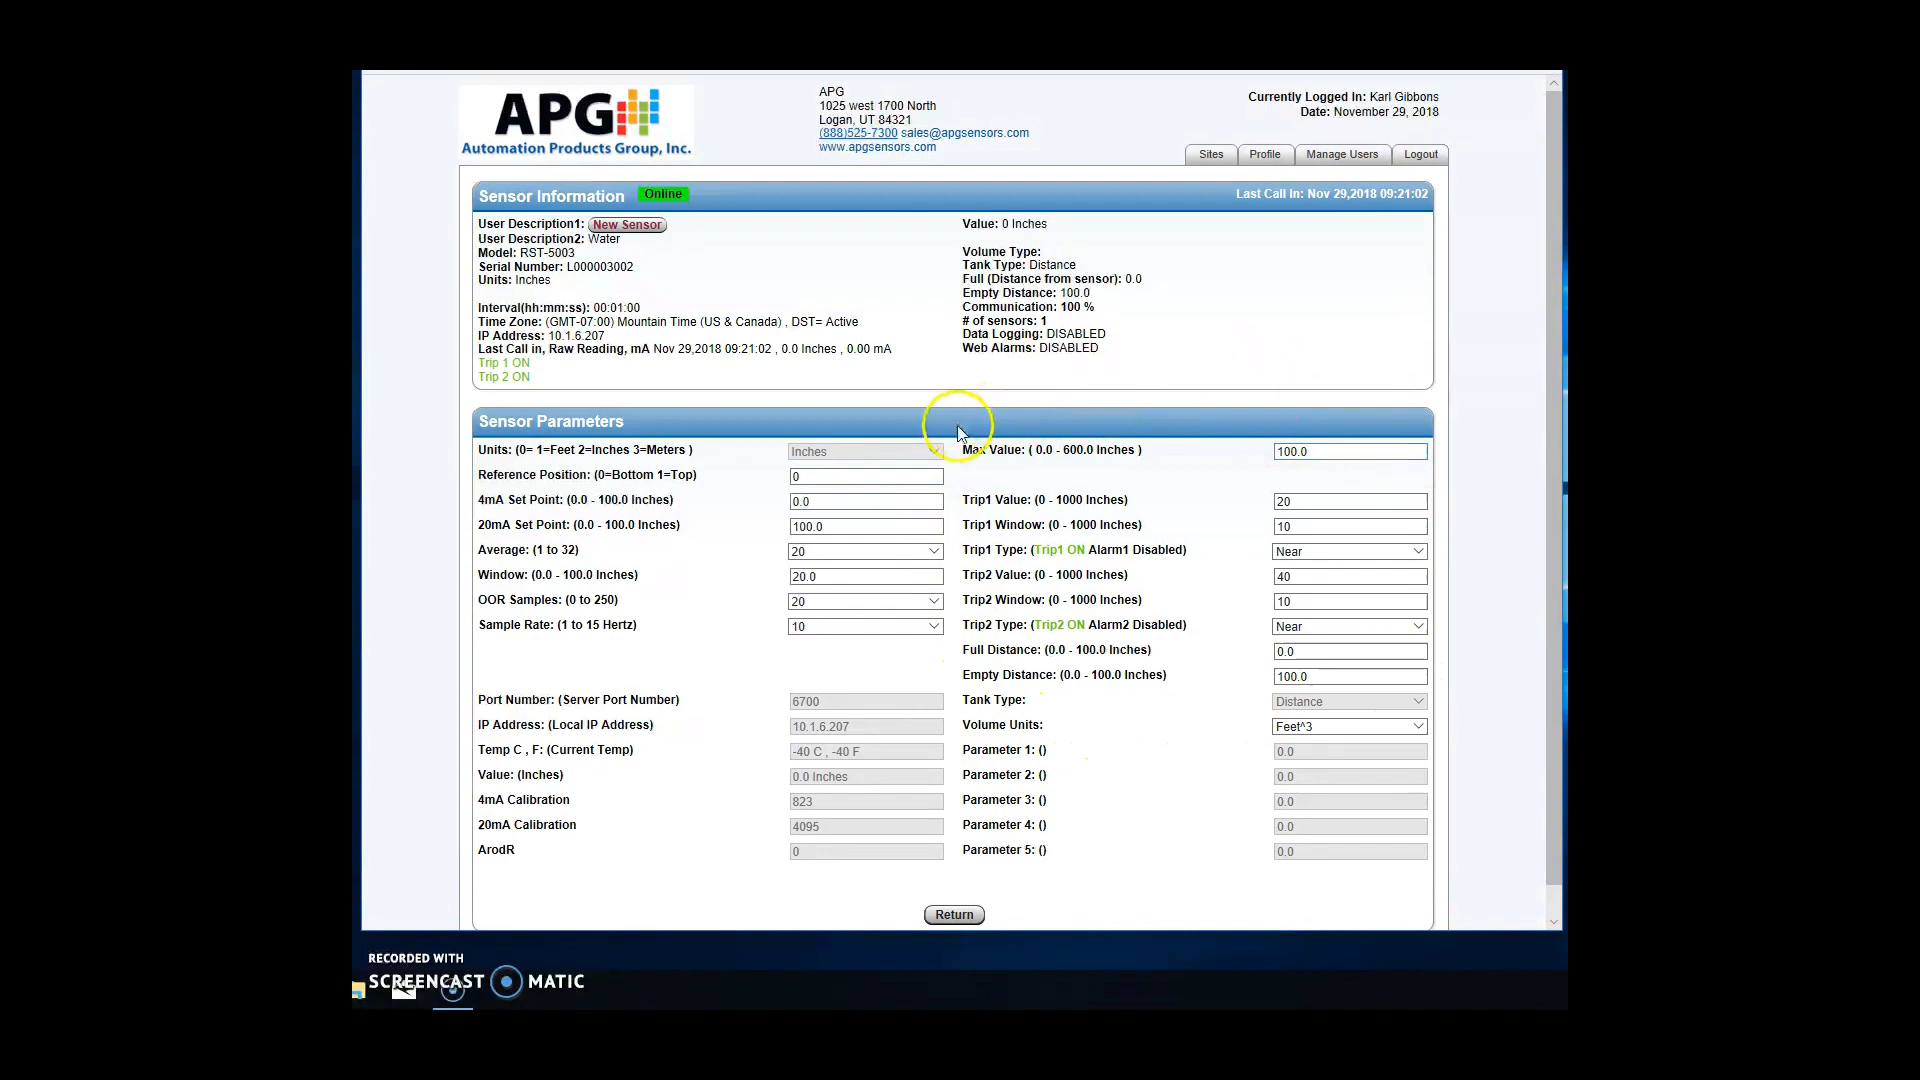 APG
Automation Products Group, Inc.
APG
1025 west 1700 North
Logan, UT 84321
(888)525-7300 sales@apgsensors.com
www.apgsensors.com
Currently Logged In: Karl Gibbons
Date: November 29, 2018
Sites Profile Manage Users Logout
Sensor Information Online Last Call In: Nov 29,2018 09:21:02
User Description1: New Sensor
User Description2: Water
Model: RST-5003
Serial Number: L000003002
Units: Inches
Interval(hh:mm:ss): 00:01:00
Time Zone: (GMT-07:00) Mountain Time (US & Canada) , DST= Active
IP Address: 10.1.6.207
Last Call in, Raw Reading, mA Nov 29,2018 09:21:02 , 0.0 Inches , 0.00 mA
Trip 1 ON
Trip 2 ON
Value: 0 Inches
Volume Type:
Tank Type: Distance
Full (Distance from sensor): 0.0
Empty Distance: 100.0
Communication: 100 %
# of sensors: 1
Data Logging: DISABLED
Web Alarms: DISABLED
Sensor Parameters
Units: (0= 1=Feet 2=Inches 3=Meters ) Inches
Reference Position: (0=Bottom 1=Top) 0
4mA Set Point: (0.0 - 100.0 Inches) 0.0
20mA Set Point: (0.0 - 100.0 Inches) 100.0
Average: (1 to 32) 20
Window: (0.0 - 100.0 Inches) 20.0
OOR Samples: (0 to 250) 20
Sample Rate: (1 to 15 Hertz) 10
Port Number: (Server Port Number) 6700
IP Address: (Local IP Address) 10.1.6.207
Temp C , F: (Current Temp) -40 C , -40 F
Value: (Inches) 0.0 Inches
4mA Calibration 823
20mA Calibration 4095
ArodR 0
Max Value: ( 0.0 - 600.0 Inches ) 100.0
Trip1 Value: (0 - 1000 Inches) 20
Trip1 Window: (0 - 1000 Inches) 10
Trip1 Type: (Trip1 ON Alarm1 Disabled) Near
Trip2 Value: (0 - 1000 Inches) 40
Trip2 Window: (0 - 1000 Inches) 10
Trip2 Type: (Trip2 ON Alarm2 Disabled) Near
Full Distance: (0.0 - 100.0 Inches) 0.0
Empty Distance: (0.0 - 100.0 Inches) 100.0
Tank Type: Distance
Volume Units: Feet^3
Parameter 1: () 0.0
Parameter 2: () 0.0
Parameter 3: () 0.0
Parameter 4: () 0.0
Parameter 5: () 0.0
Return
RECORDED WITH
SCREENCAST MATIC